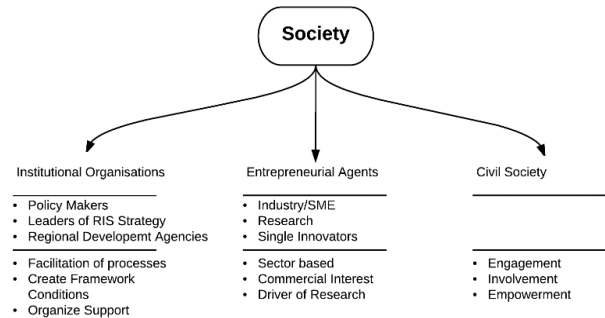 Society
Institutional Organisations
• Policy Makers
• Leaders of RIS Strategy
• Regional Developemt Agencies
• Facilitation of processes
• Create Framework
Conditions
• Organize Support
Entrepreneurial Agents
• Industry/SME
• Research
• Single Innovators
• Sector based
• Commercial Interest
• Driver of Research
Civil Society
• Engagement
• Involvement
• Empowerment